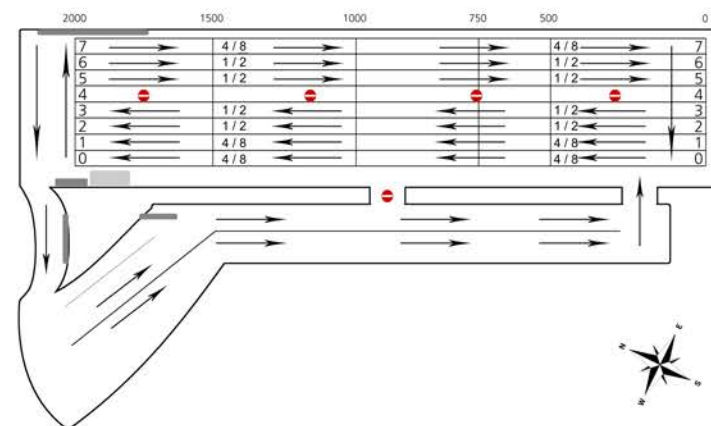 2000 1500 1000 750 500 0
7 4 / 8 4 / 8 7
6 1 / 2 1 / 2 6
5 1 / 2 1 / 2 5
4 4
3 1 / 2 1 / 2 3
2 1 / 2 1 / 2 2
1 4 / 8 4 / 8 1
0 4 / 8 4 / 8 0
N E
W S